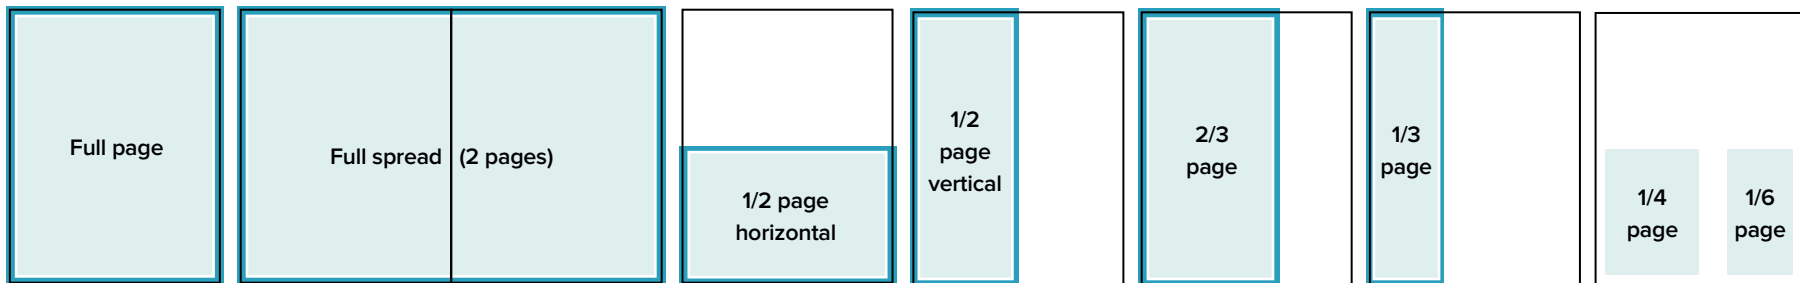 Full page
Full spread (2 pages)
1/2 page
horizontal
1/2
page
vertical
2/3
page
1/3
page
1/4
page
1/6
page